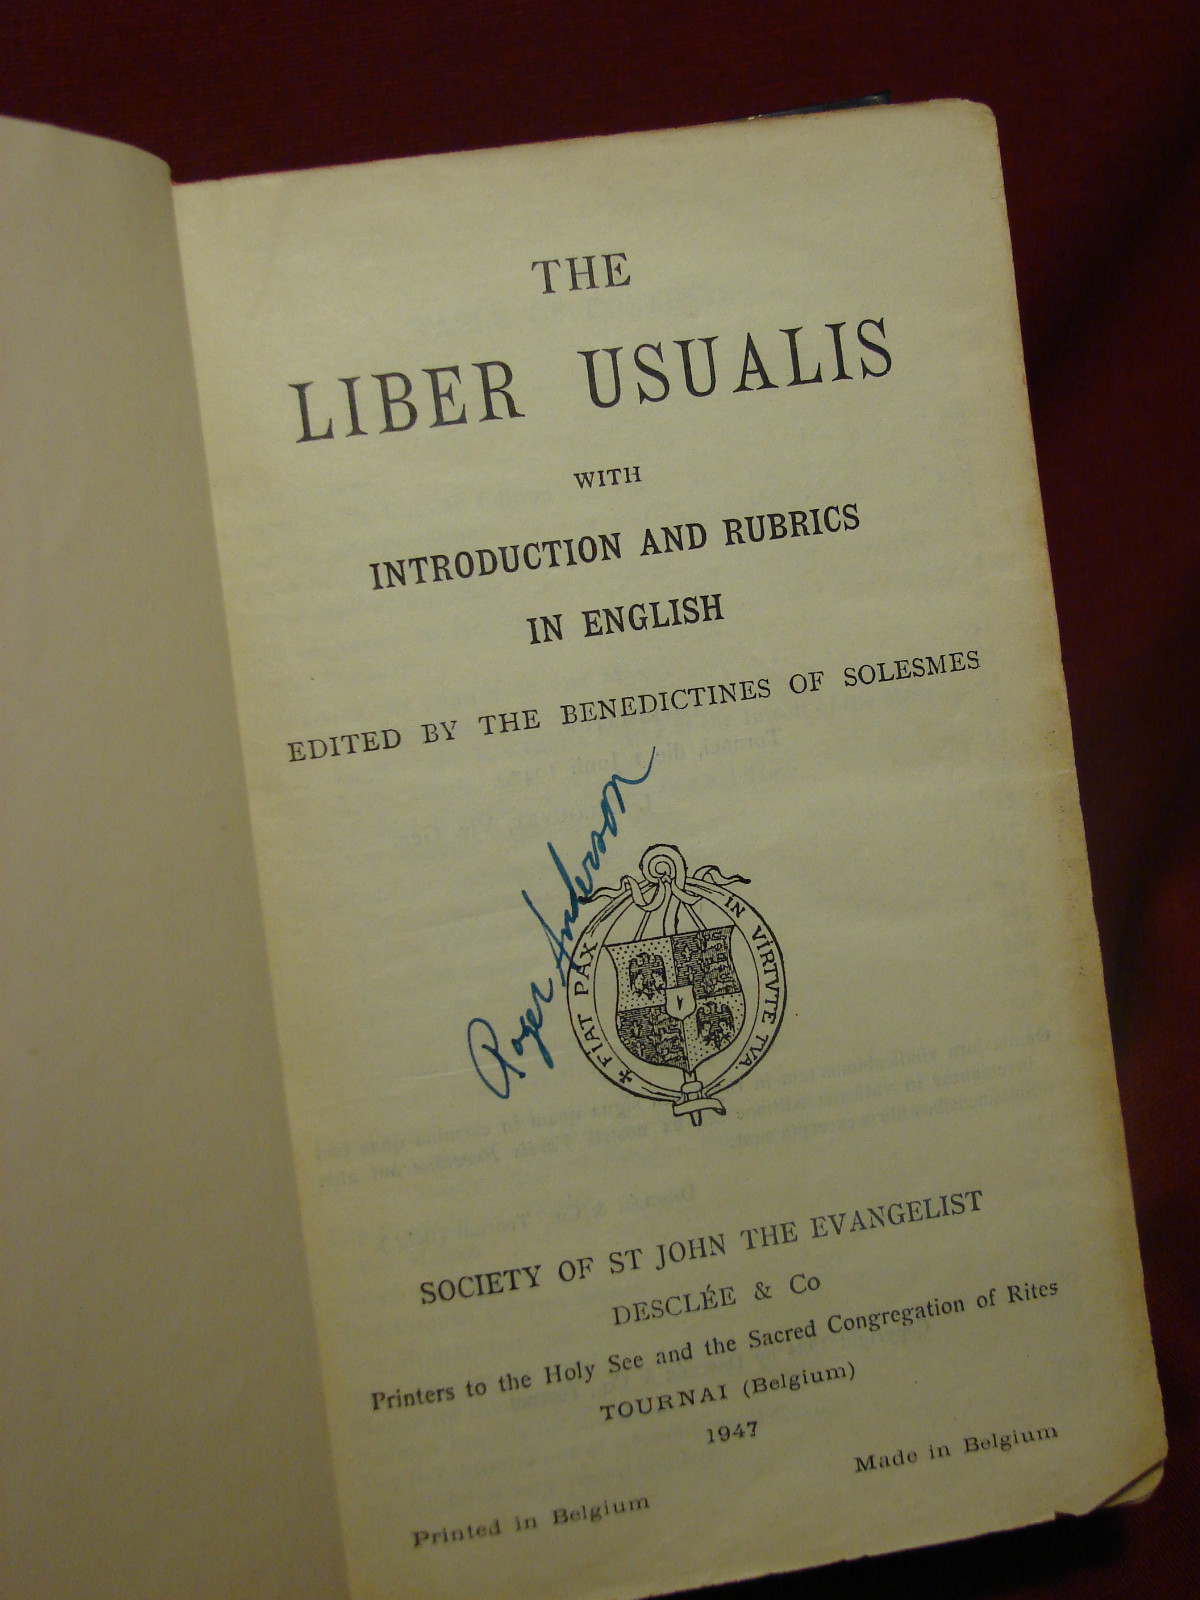 THE
LIBER USUALIS
WITH
INTRODUCTION AND RUBRICS
IN ENGLISH
EDITED BY THE BENEDICTINES OF SOLESMES
Roger Anderson
✠ FIAT PAX IN VIRTVTE TVA.
SOCIETY OF ST JOHN THE EVANGELIST
DESCLÉE & Co
Printers to the Holy See and the Sacred Congregation of Rites
TOURNAI (Belgium)
1947
Printed in Belgium
Made in Belgium